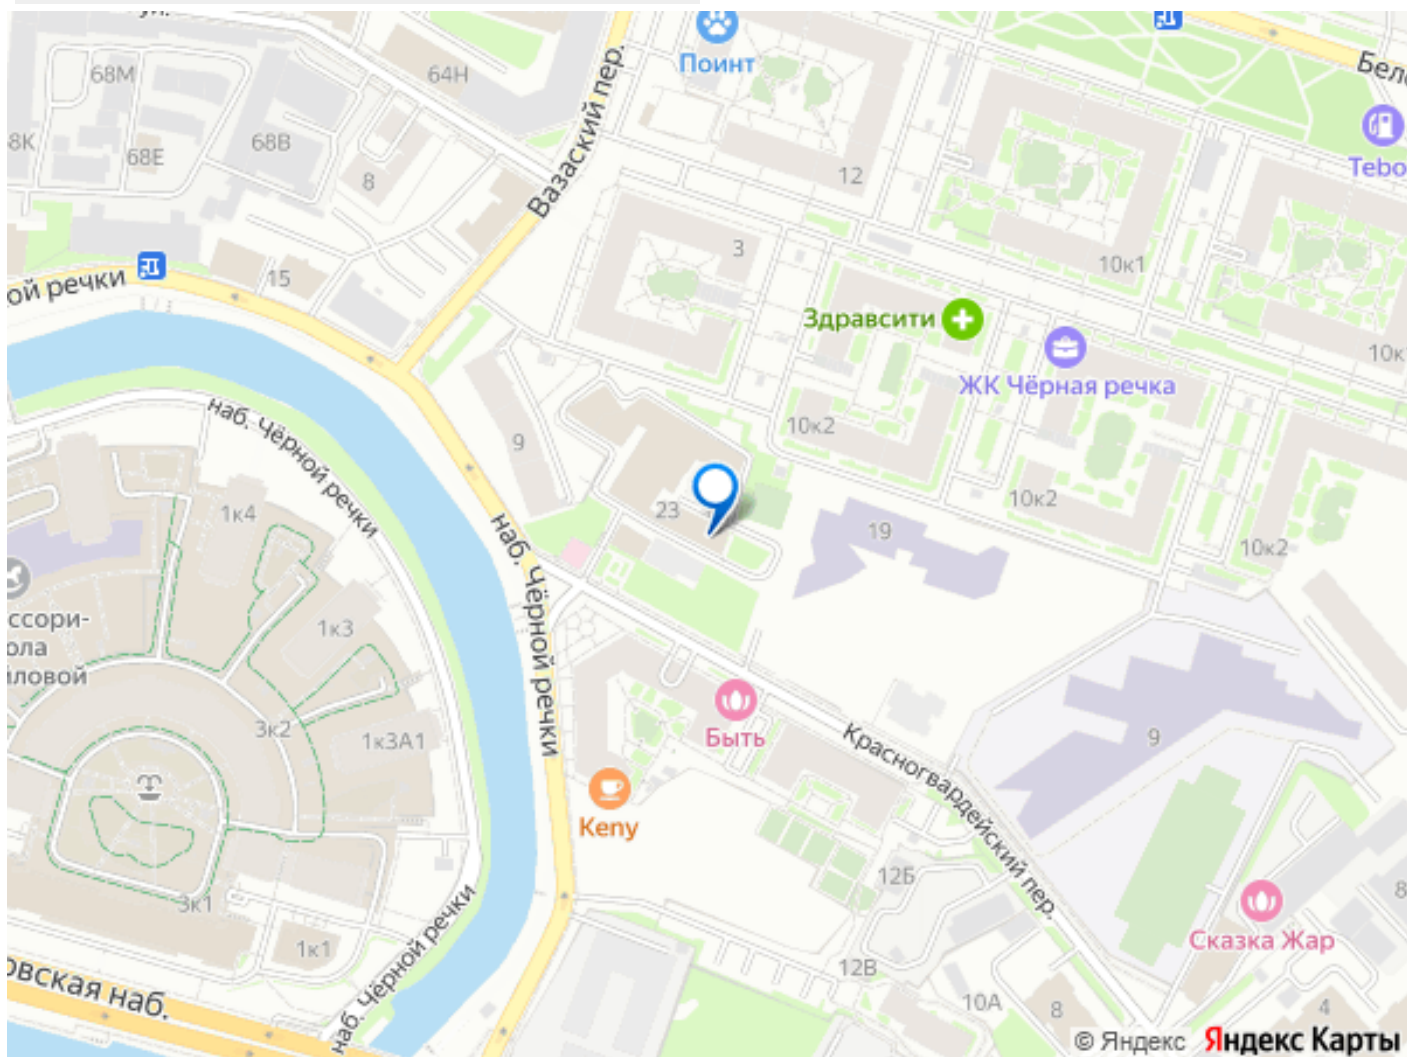 ул.
Поинт
Бел
68М
64Н
Вазаский пер.
Tebo
8К
68Е
68В
8
12
3
10к1
ой речки
15
Здравсити
10к
ЖК Чёрная речка
наб. Чёрной речки
9
10к2
1к4
23
19
10к2
10к2
наб. Чёрной речки
ссори-
ола
йловой
1к3
3к2
1к3А1
Быть
Красногвардейский пер.
9
Keny
12Б
8
3к1
Сказка Жар
1к1
наб. Чёрной речки
12В
10А
8
4
овская наб.
© Яндекс Яндекс Карты